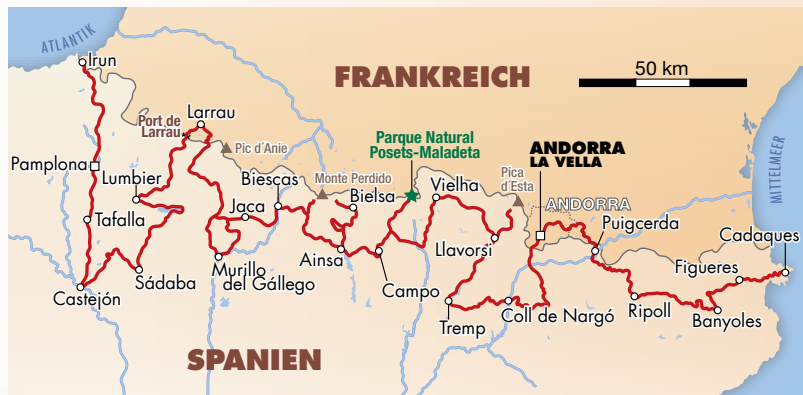 ATLANTIK
Irun
FRANKREICH
50 km
Port de
Larrau
Larrau
Pic d´Anie
Parque Natural
Posets-Maladeta
ANDORRA
LA VELLA
MITTELMEER
Pamplona
Lumbier
Biescas
Monte Perdido
Bielsa
Vielha
Pica
d'Esta
ANDORRA
Puigcerda
Tafalla
Jaca
Llavorsi
Cadaques
Castejón
Sádaba
Murillo
del Gállego
Ainsa
Campo
Figueres
Tremp
Coll de Nargó
Ripoll
Banyoles
SPANIEN